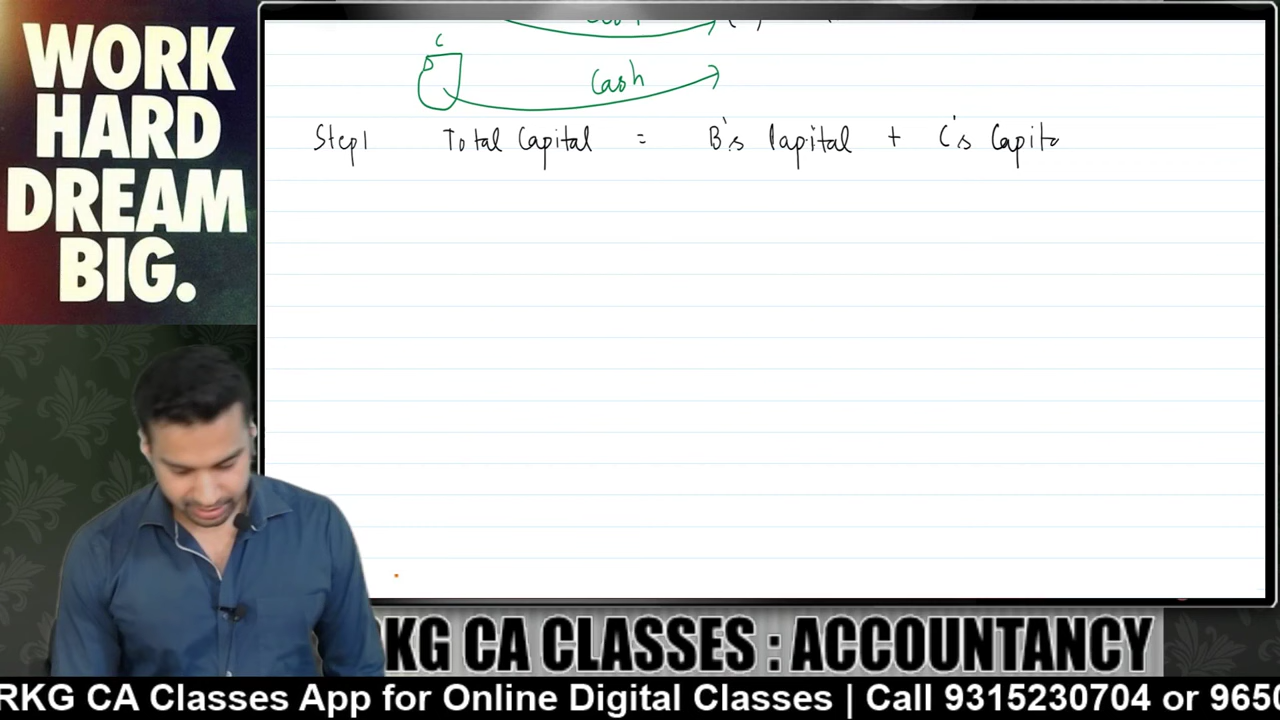 WORK
HARD
DREAM
BIG.
C
Cash
Step1 Total Capital = B's Capital + C's Capita
KG CA CLASSES : ACCOUNTANCY
RKG CA Classes App for Online Digital Classes | Call 9315230704 or 9650